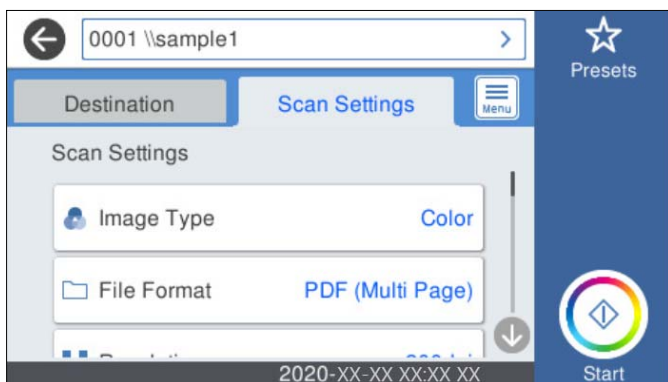 0001 \\sample1
Presets
Destination
Scan Settings
Menu
Scan Settings
Image Type
Color
File Format
PDF (Multi Page)
2020-XX-XX XX:XX XX
Start